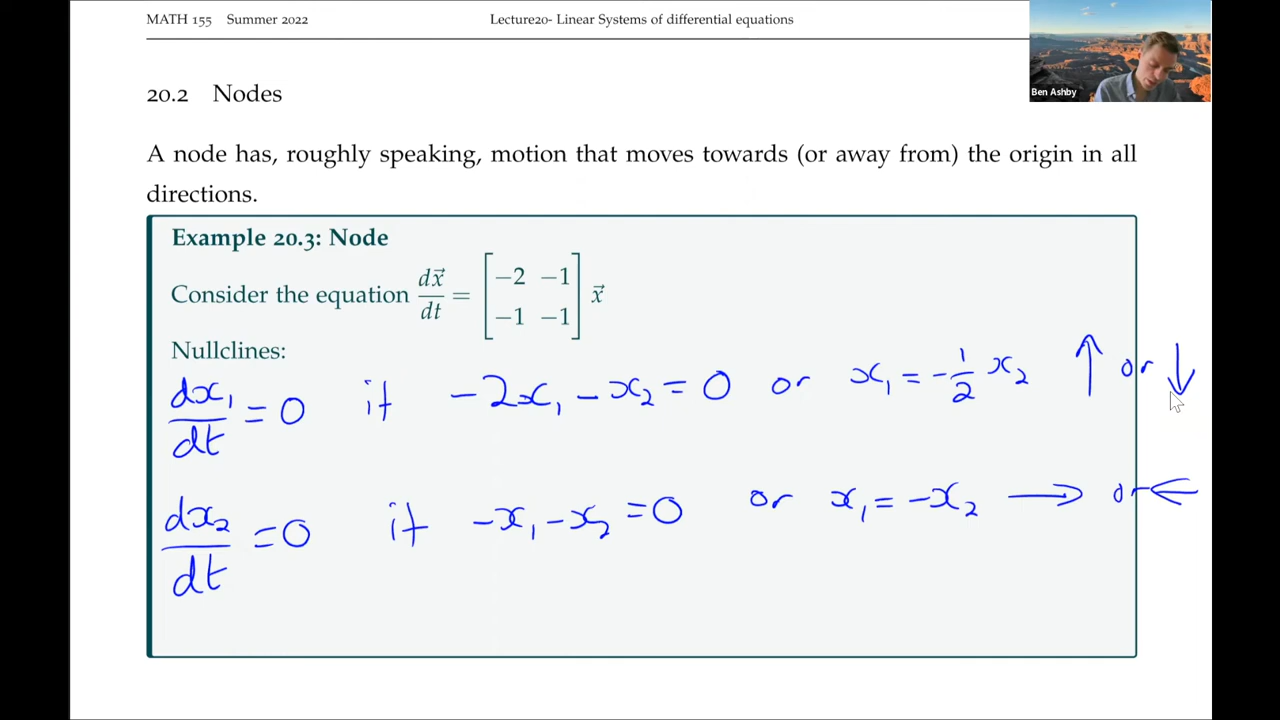 MATH 155 Summer 2022 Lecture20- Linear Systems of differential equations
Ben Ashby
20.2 Nodes
A node has, roughly speaking, motion that moves towards (or away from) the origin in all
directions.
Example 20.3: Node
Consider the equation dx⃗/dt = [−2 −1; −1 −1] x⃗
Nullclines:
dx₁/dt = 0 if −2x₁ − x₂ = 0 or x₁ = −1/2 x₂ ↑ or ↓
dx₂/dt = 0 if −x₁ − x₂ = 0 or x₁ = −x₂ → or ←